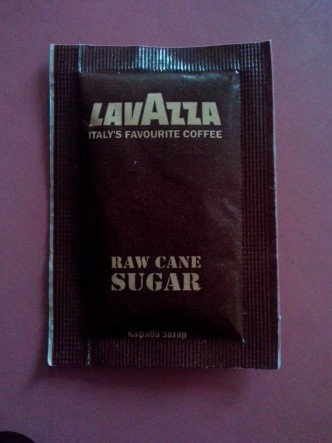 LAVAZZA
ITALY'S FAVOURITE COFFEE
RAW CANE
SUGAR
Кафява захар